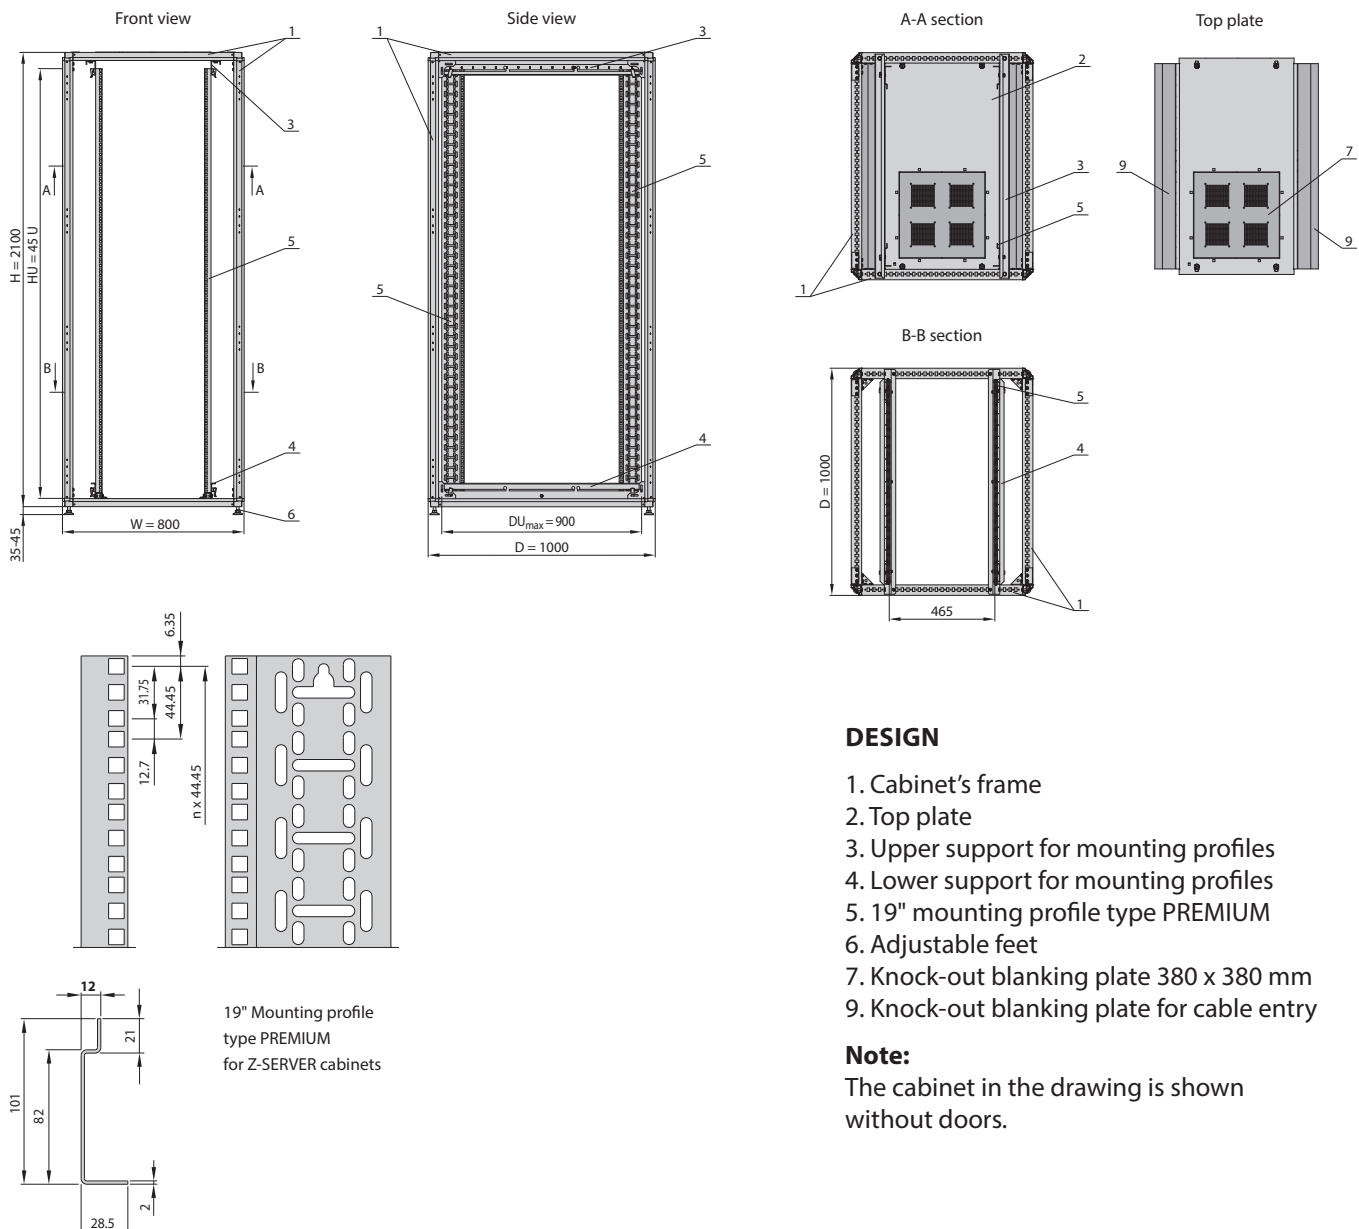 Front view
Side view
A-A section
Top plate
1
3
A
A
5
B
B
4
6
H = 2100
HU = 45 U
35-45
W = 800
1
3
5
5
4
DUmax = 900
D = 1000
2
3
5
1
9
7
9
B-B section
5
4
1
D = 1000
465
6.35
31.75
44.45
12.7
n x 44.45
12
21
101
82
2
28.5
19" Mounting profile
type PREMIUM
for Z-SERVER cabinets
DESIGN
1. Cabinet's frame
2. Top plate
3. Upper support for mounting profiles
4. Lower support for mounting profiles
5. 19" mounting profile type PREMIUM
6. Adjustable feet
7. Knock-out blanking plate 380 x 380 mm
9. Knock-out blanking plate for cable entry
Note:
The cabinet in the drawing is shown
without doors.